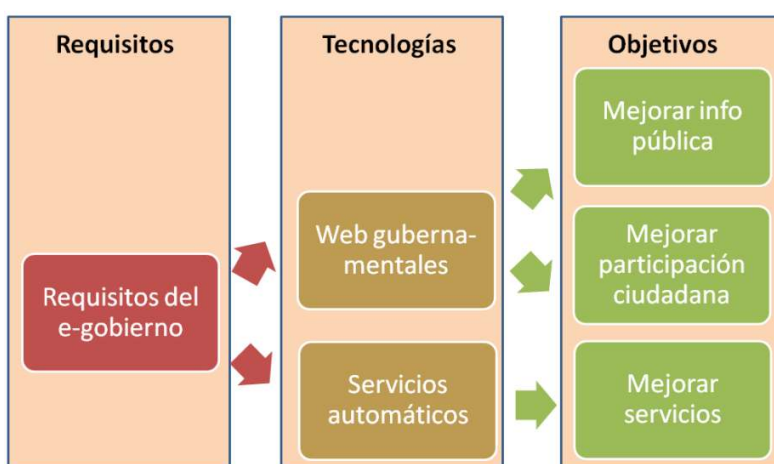 Requisitos
Tecnologías
Objetivos
Requisitos del
e-gobierno
Web guberna-
mentales
Servicios
automáticos
Mejorar info
pública
Mejorar
participación
ciudadana
Mejorar
servicios